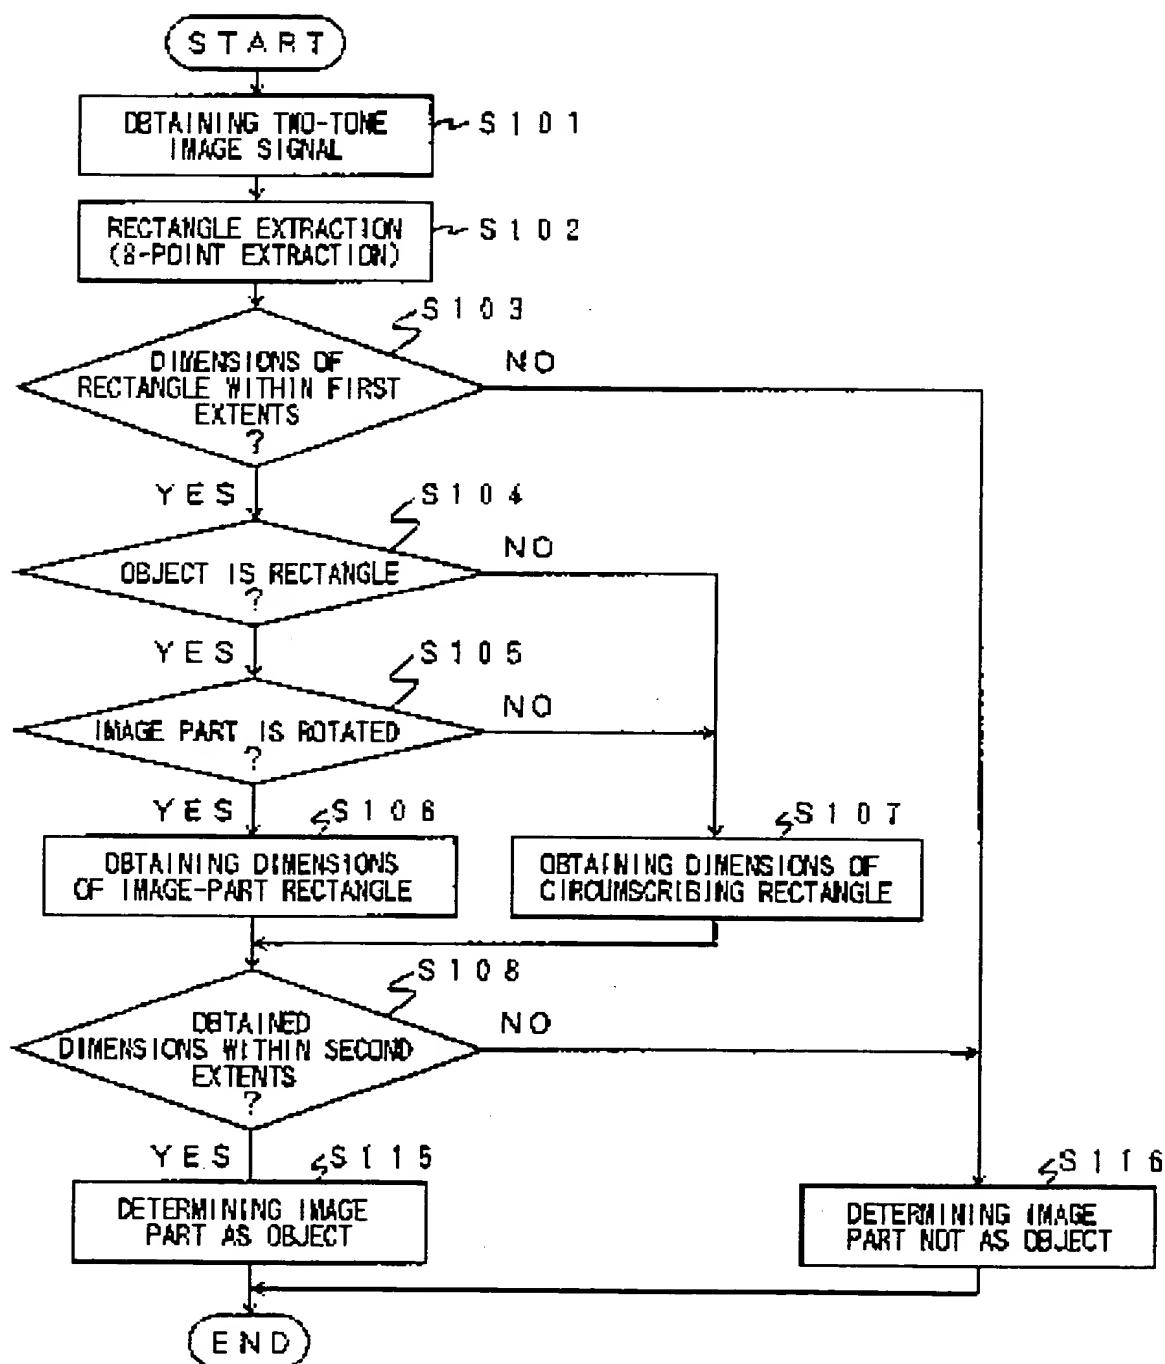 START
OBTAINING TWO-TONE
IMAGE SIGNAL
S101
RECTANGLE EXTRACTION
(8-POINT EXTRACTION)
S102
S103
DIMENSIONS OF
RECTANGLE WITHIN FIRST
EXTENTS
?
NO
YES
S104
OBJECT IS RECTANGLE
?
NO
YES
S105
IMAGE PART IS ROTATED
?
NO
YES
S106
OBTAINING DIMENSIONS
OF IMAGE-PART RECTANGLE
S107
OBTAINING DIMENSIONS OF
CIRCUMSCRIBING RECTANGLE
S108
OBTAINED
DIMENSIONS WITHIN SECOND
EXTENTS
?
NO
YES
S115
DETERMINING IMAGE
PART AS OBJECT
S116
DETERMINING IMAGE
PART NOT AS OBJECT
END